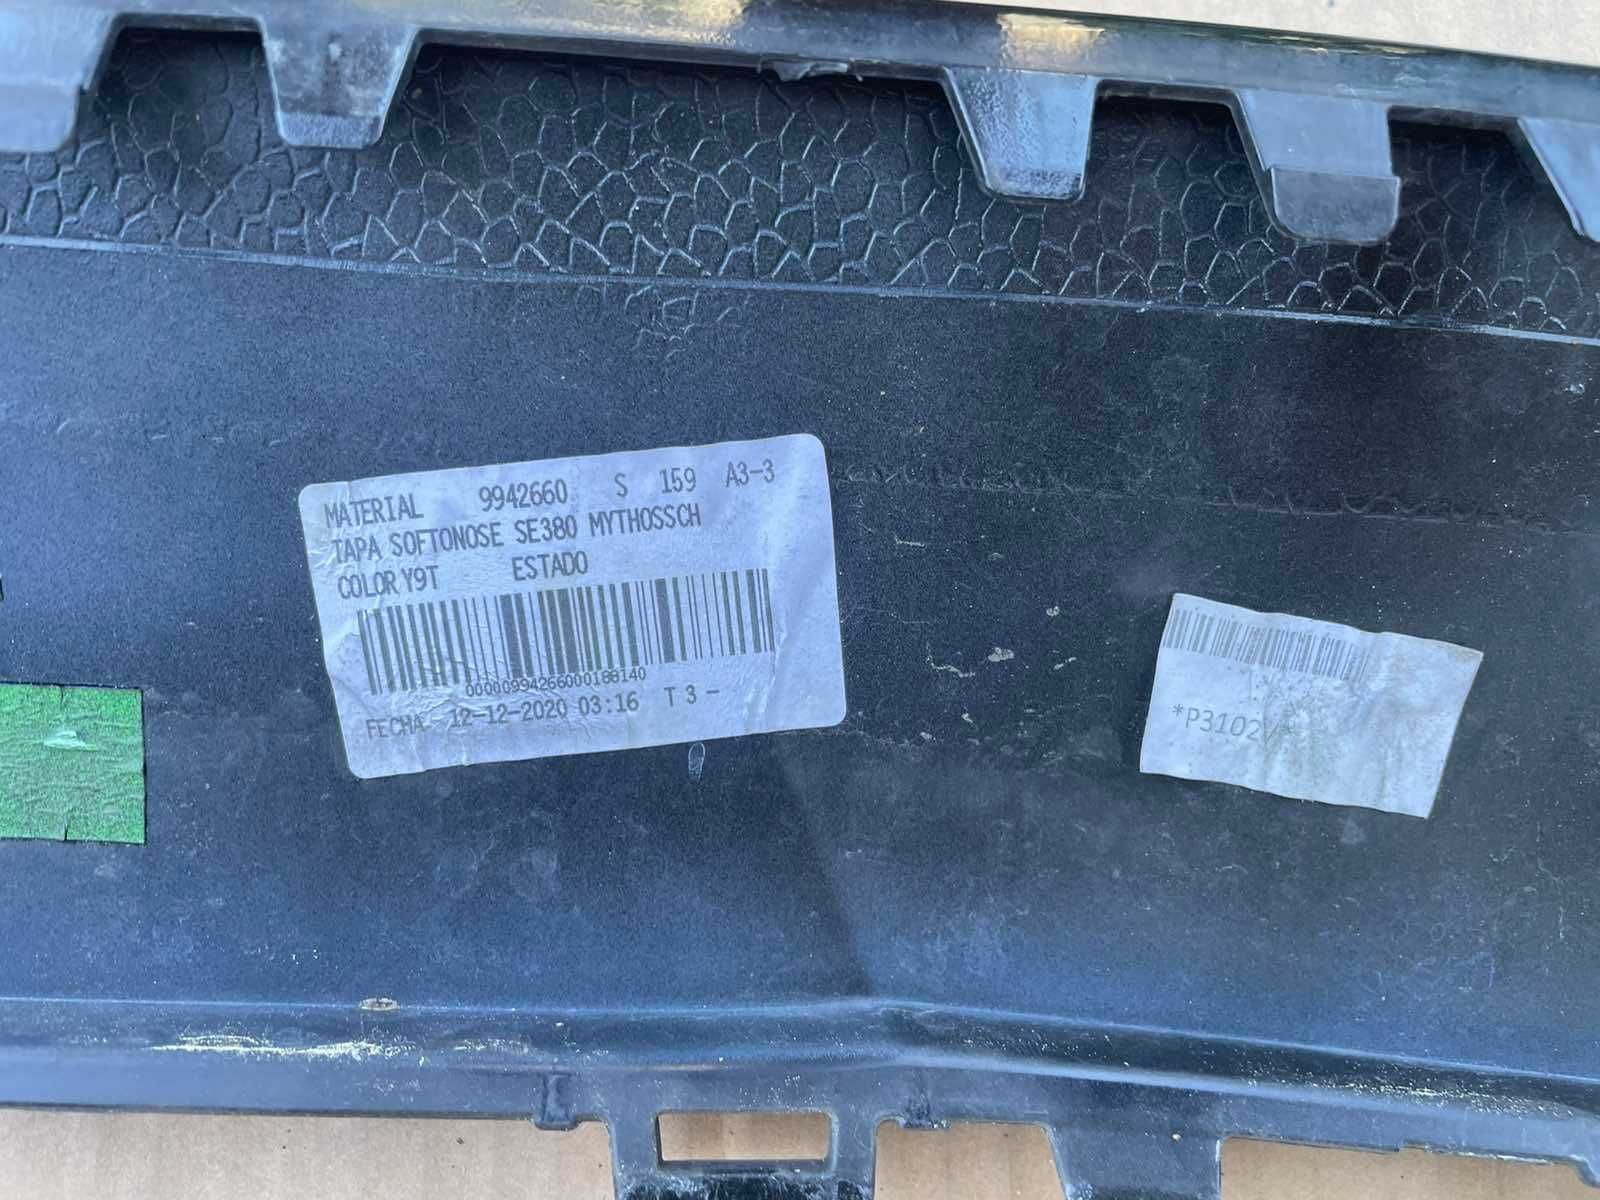 MATERIAL 9942660 S 159 A3-3
TAPA SOFTONOSE SE380 MYTHOSSCH
COLOR Y9T ESTADO
00000994266000188140
FECHA 12-12-2020 03:16 T 3 -
*P3102